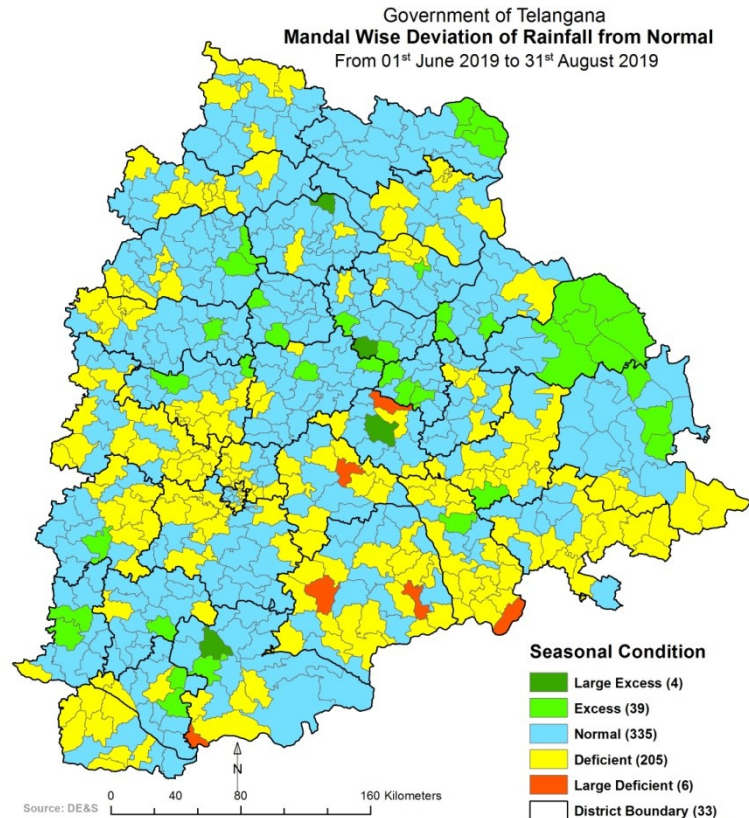 Government of Telangana
Mandal Wise Deviation of Rainfall from Normal
From 01st June 2019 to 31st August 2019
Seasonal Condition
Large Excess (4)
Excess (39)
Normal (335)
Deficient (205)
Large Deficient (6)
District Boundary (33)
N
Source: DE&S
0 40 80 160 Kilometers